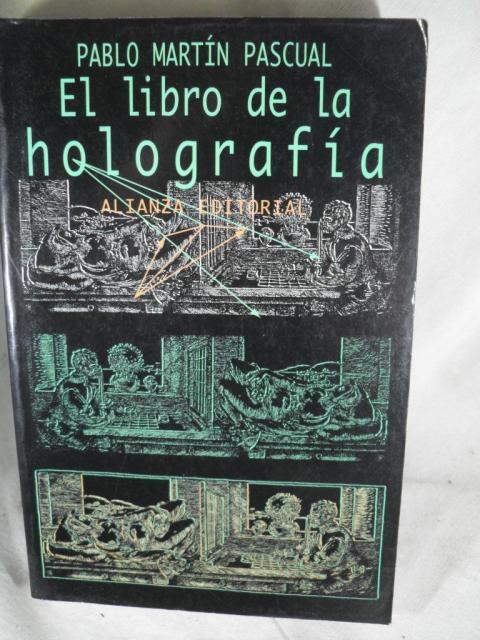 PABLO MARTÍN PASCUAL
El libro de la
holografía
ALIANZA EDITORIAL